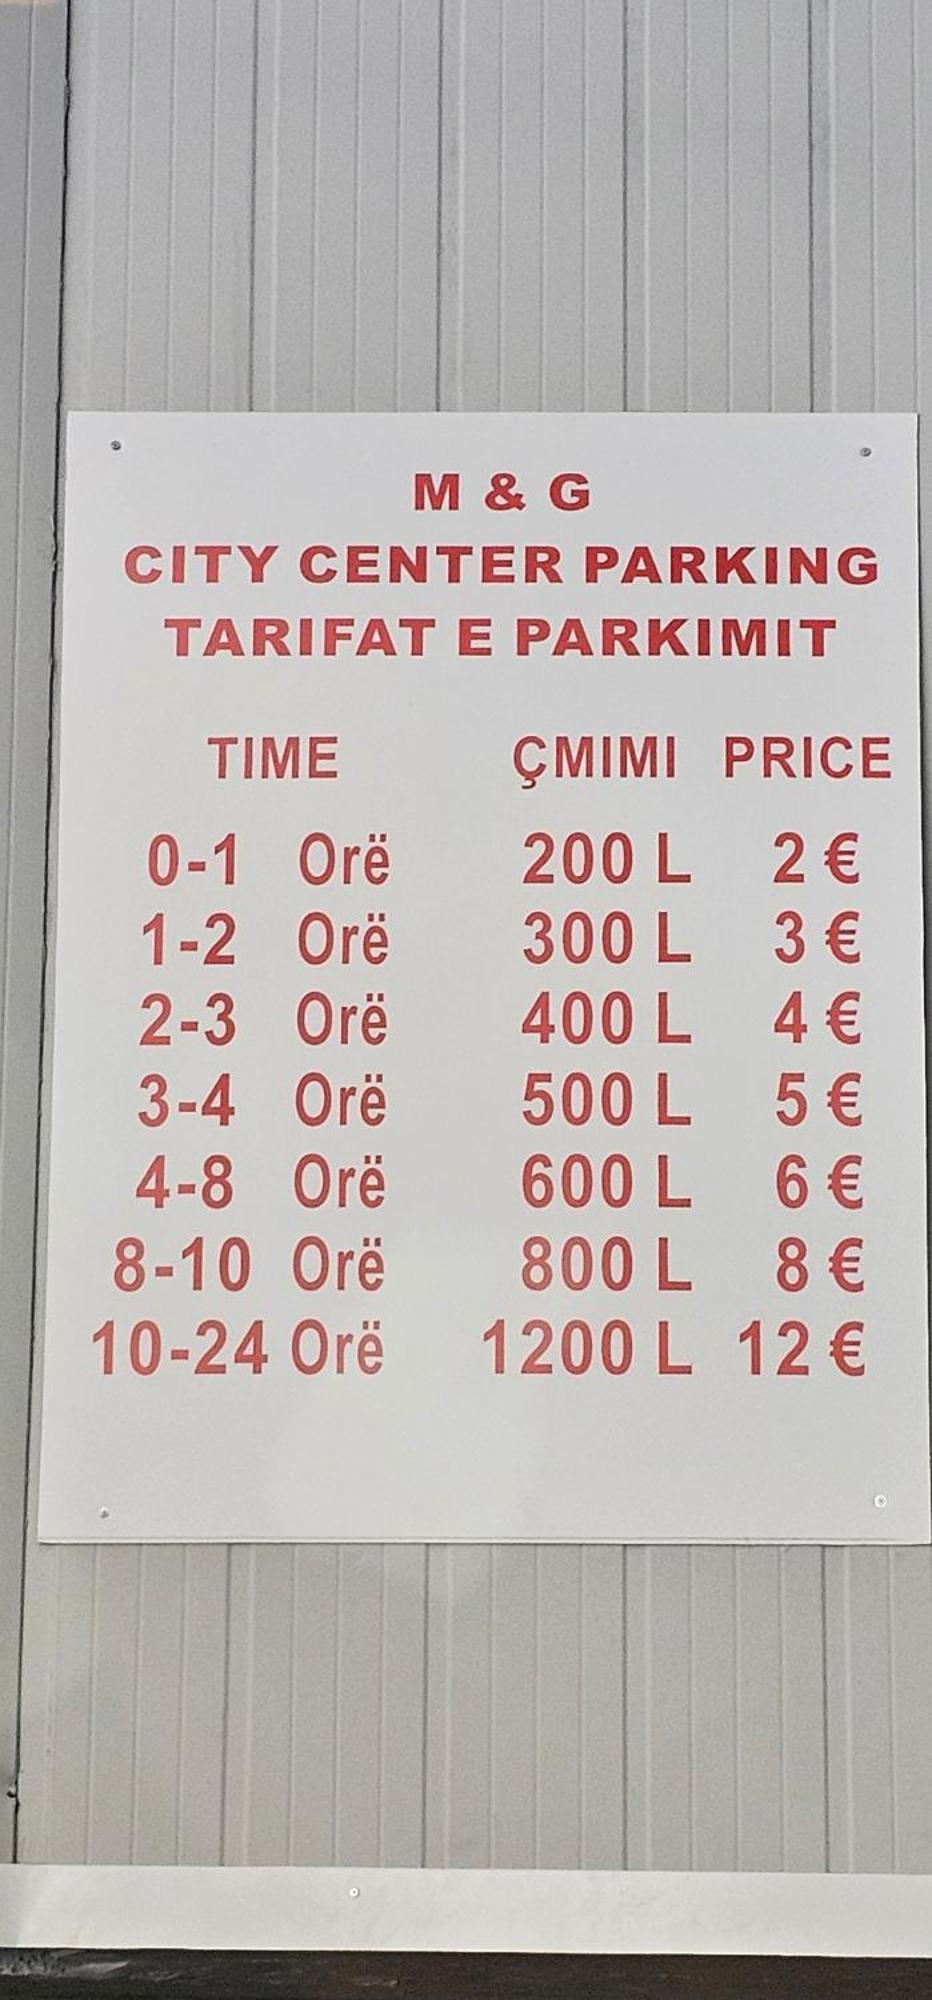 M & G
CITY CENTER PARKING
TARIFAT E PARKIMIT
TIME ÇMIMI PRICE
0-1 Orë 200 L 2 €
1-2 Orë 300 L 3 €
2-3 Orë 400 L 4 €
3-4 Orë 500 L 5 €
4-8 Orë 600 L 6 €
8-10 Orë 800 L 8 €
10-24 Orë 1200 L 12 €